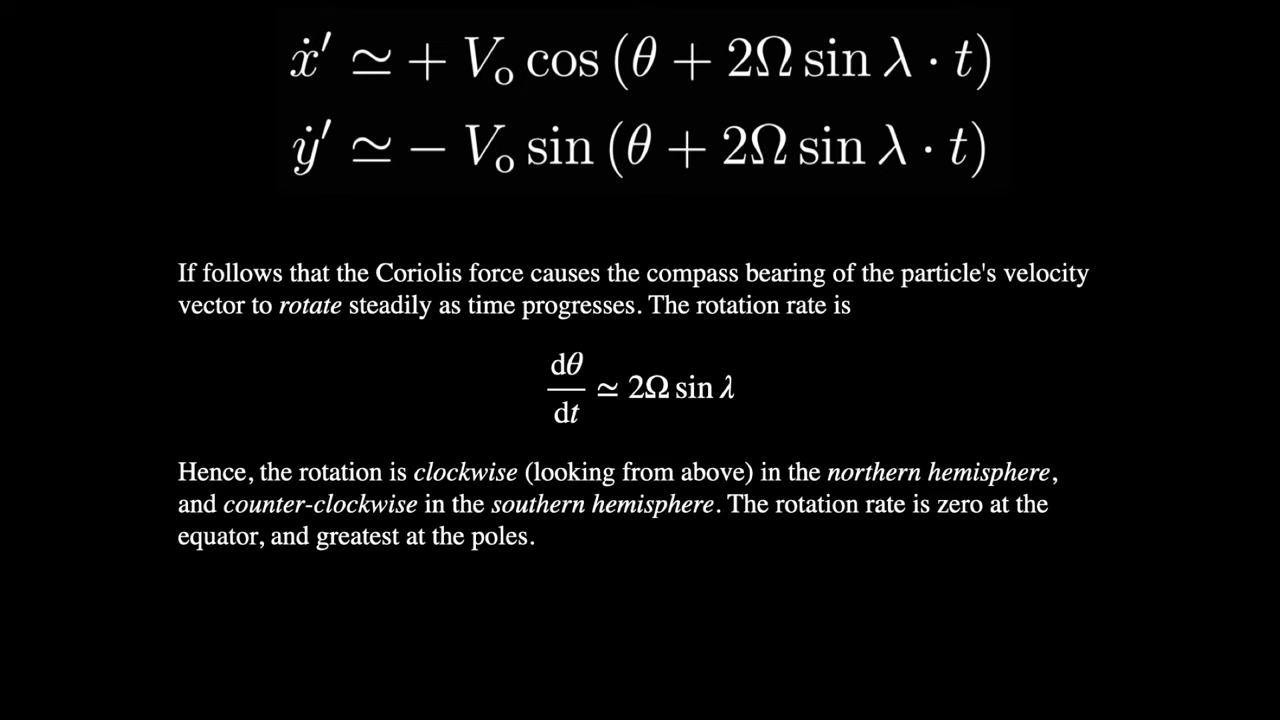 ẋ′ ≃ + V₀ cos (θ + 2Ω sin λ · t)
ẏ′ ≃ − V₀ sin (θ + 2Ω sin λ · t)
If follows that the Coriolis force causes the compass bearing of the particle's velocity
vector to rotate steadily as time progresses. The rotation rate is
dθ/dt ≃ 2Ω sin λ
Hence, the rotation is clockwise (looking from above) in the northern hemisphere,
and counter-clockwise in the southern hemisphere. The rotation rate is zero at the
equator, and greatest at the poles.